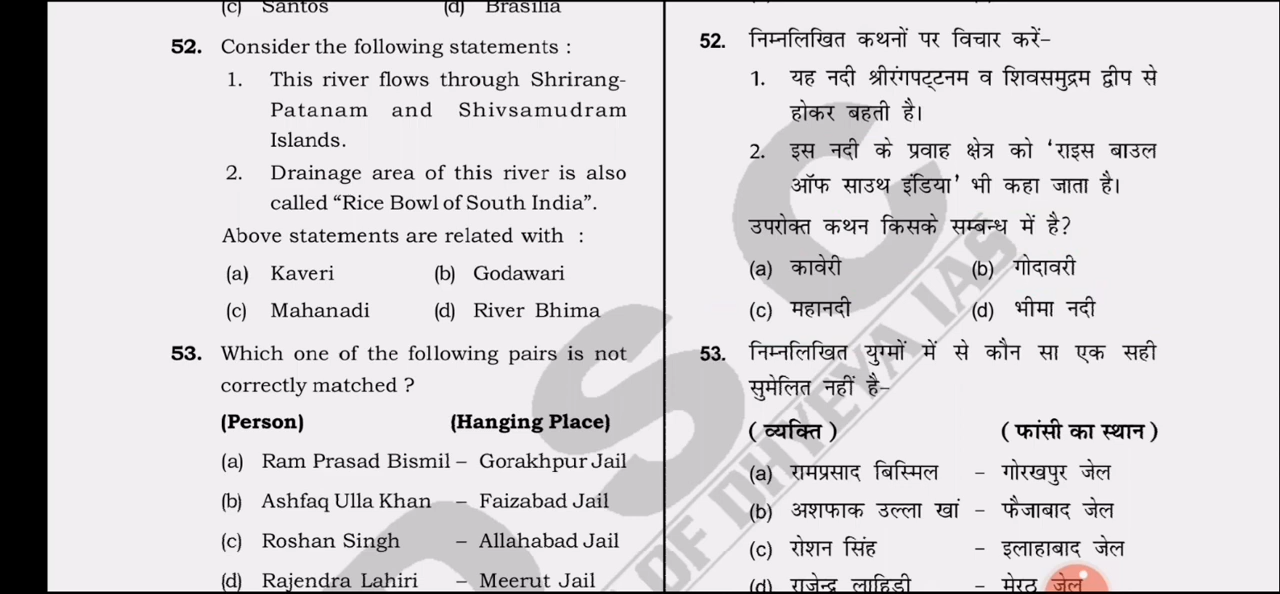 (c) Santos (d) Brasilia
52. Consider the following statements :
1. This river flows through Shrirang-
Patanam and Shivsamudram
Islands.
2. Drainage area of this river is also
called “Rice Bowl of South India”.
Above statements are related with :
(a) Kaveri (b) Godawari
(c) Mahanadi (d) River Bhima
53. Which one of the following pairs is not
correctly matched ?
(Person) (Hanging Place)
(a) Ram Prasad Bismil – Gorakhpur Jail
(b) Ashfaq Ulla Khan – Faizabad Jail
(c) Roshan Singh – Allahabad Jail
(d) Rajendra Lahiri – Meerut Jail
52. निम्नलिखित कथनों पर विचार करें–
1. यह नदी श्रीरंगपट्टनम व शिवसमुद्रम द्वीप से
होकर बहती है।
2. इस नदी के प्रवाह क्षेत्र को ‘राइस बाउल
ऑफ साउथ इंडिया’ भी कहा जाता है।
उपरोक्त कथन किसके सम्बन्ध में है?
(a) कावेरी (b) गोदावरी
(c) महानदी (d) भीमा नदी
53. निम्नलिखित युग्मों में से कौन सा एक सही
सुमेलित नहीं है–
(व्यक्ति) (फांसी का स्थान)
(a) रामप्रसाद बिस्मिल – गोरखपुर जेल
(b) अशफाक उल्ला खां – फैजाबाद जेल
(c) रोशन सिंह – इलाहाबाद जेल
(d) राजेन्द्र लाहिड़ी – मेरठ जेल
S C
OF DHYEYA IAS